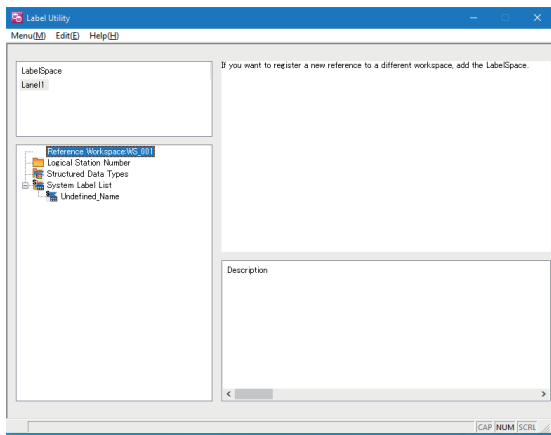 Label Utility
Menu(M) Edit(E) Help(H)
LabelSpace
Lanel1
If you want to register a new reference to a different workspace, add the LabelSpace.
Reference Workspace:WS_001
Logical Station Number
Structured Data Types
System Label List
Undefined_Name
Description
CAP NUM SCRL